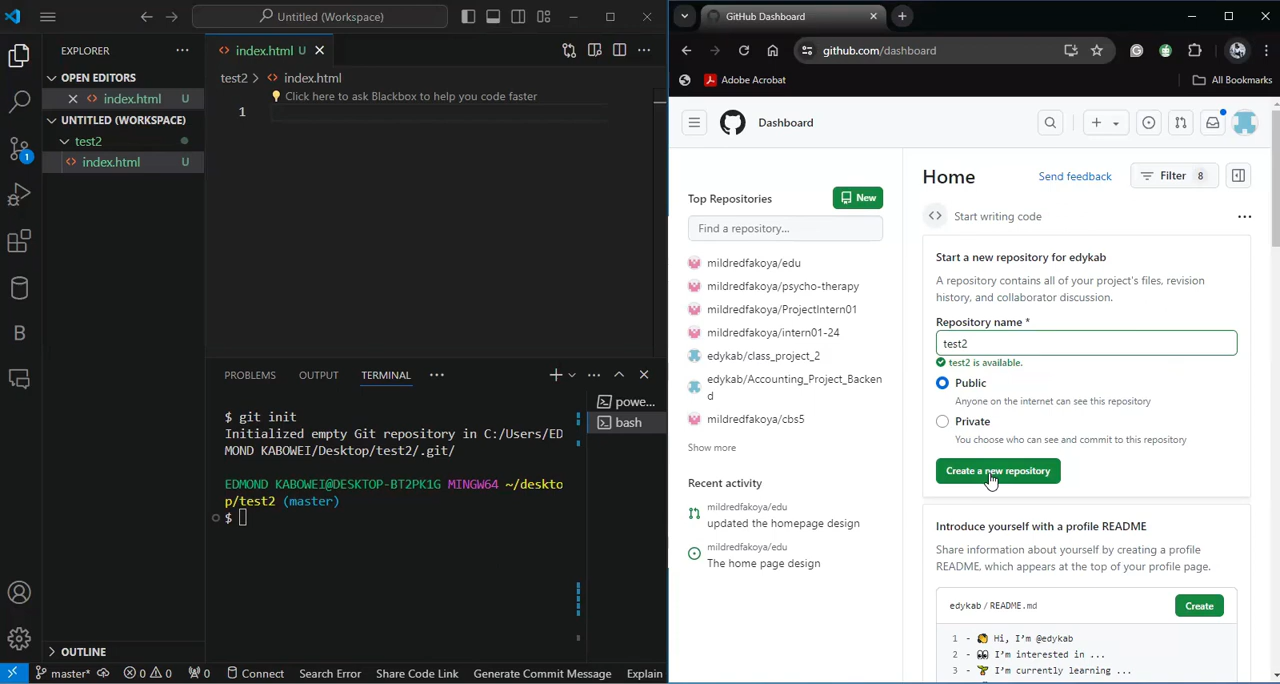 Untitled (Workspace)
EXPLORER
OPEN EDITORS
index.html U
UNTITLED (WORKSPACE)
test2
index.html U
OUTLINE
index.html U
test2 > index.html
Click here to ask Blackbox to help you code faster
1
PROBLEMS OUTPUT TERMINAL
$ git init
Initialized empty Git repository in C:/Users/ED
MOND KABOWEI/Desktop/test2/.git/
EDMOND KABOWEI@DESKTOP-BT2PK1G MINGW64 ~/deskto
p/test2 (master)
$
powe...
bash
1
B
master* 0 0 0 Connect Search Error Share Code Link Generate Commit Message Explain
GitHub Dashboard
github.com/dashboard
Adobe Acrobat
All Bookmarks
Dashboard
Top Repositories
New
Find a repository...
mildredfakoya/edu
mildredfakoya/psycho-therapy
mildredfakoya/ProjectIntern01
mildredfakoya/intern01-24
edykab/class_project_2
edykab/Accounting_Project_Backen
d
mildredfakoya/cbs5
Show more
Recent activity
mildredfakoya/edu
updated the homepage design
mildredfakoya/edu
The home page design
Home
Send feedback
Filter 8
Start writing code
Start a new repository for edykab
A repository contains all of your project's files, revision
history, and collaborator discussion.
Repository name *
test2
test2 is available.
Public
Anyone on the internet can see this repository
Private
You choose who can see and commit to this repository
Create a new repository
Introduce yourself with a profile README
Share information about yourself by creating a profile
README, which appears at the top of your profile page.
edykab / README.md
Create
1 - 👋 Hi, I'm @edykab
2 - 👀 I'm interested in ...
3 - 🌱 I'm currently learning ...